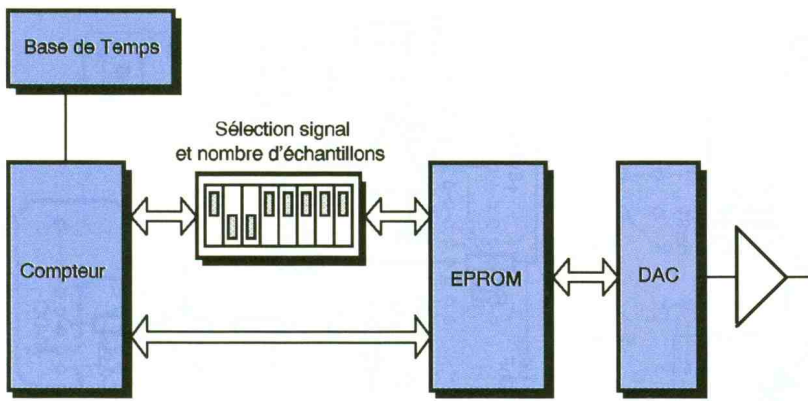 Base de Temps
Sélection signal
et nombre d'échantillons
Compteur
EPROM
DAC